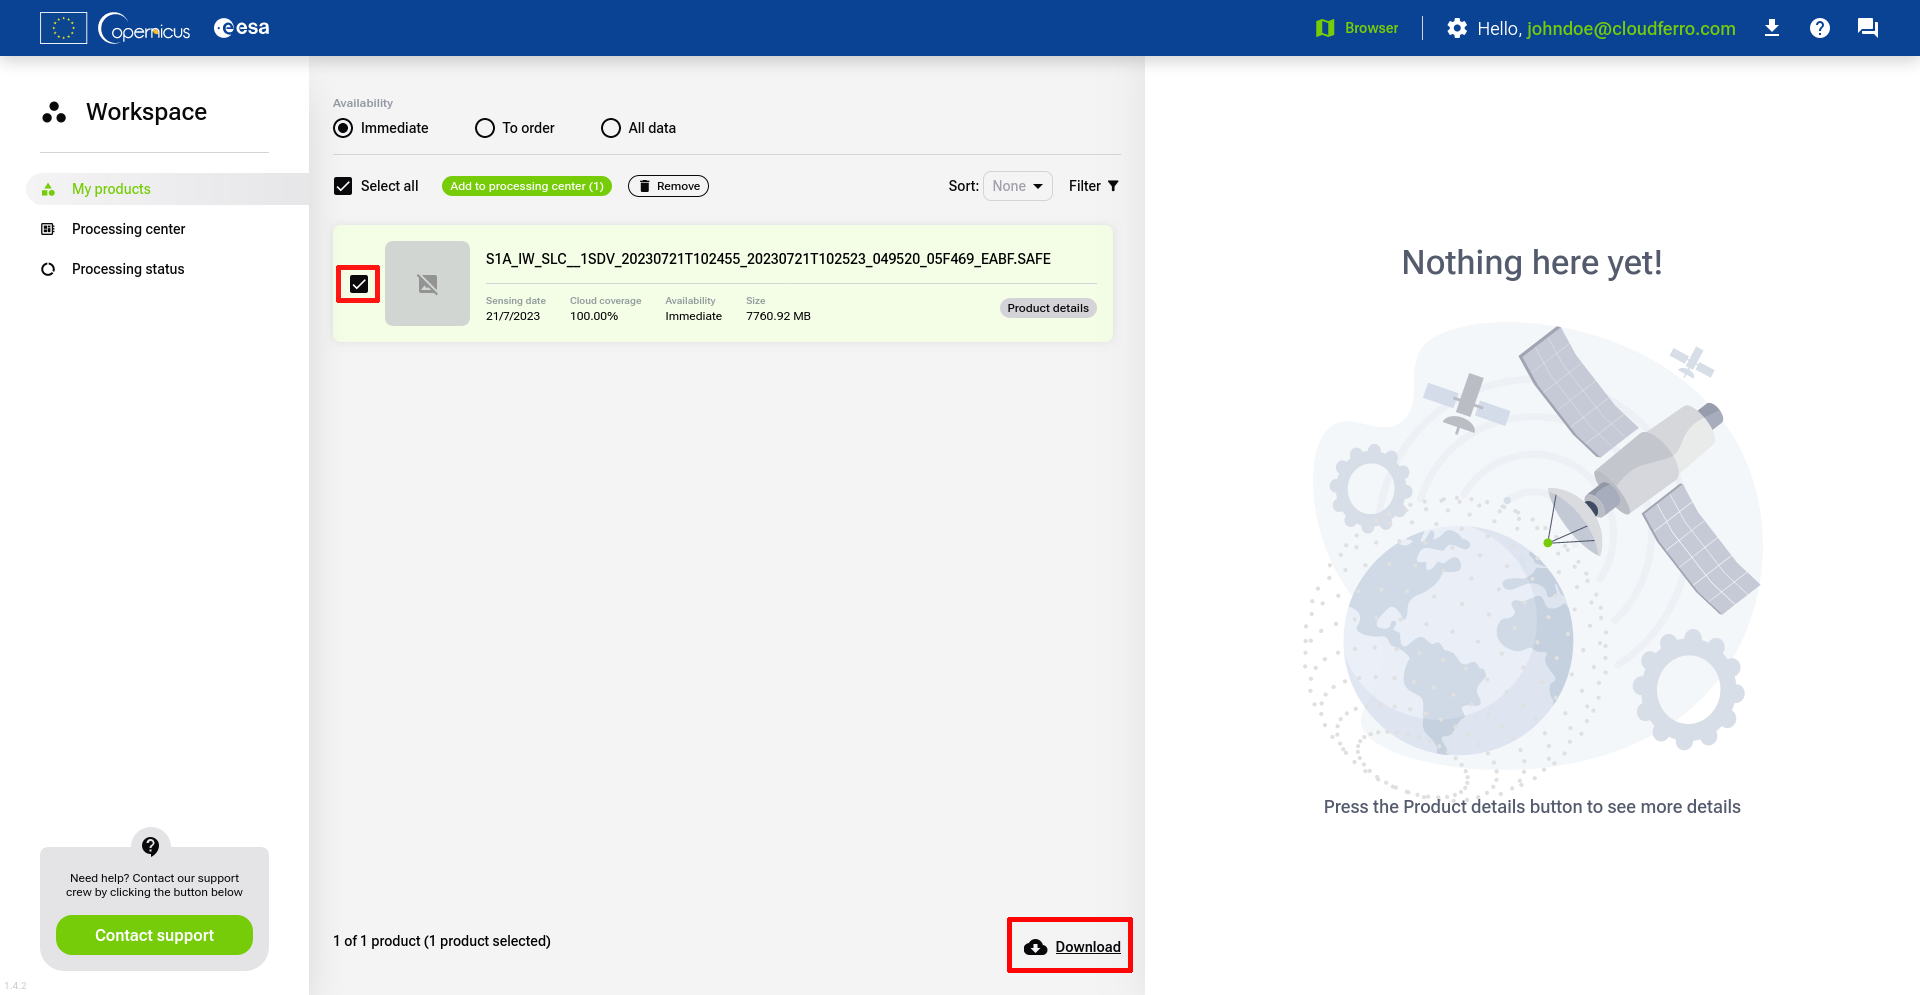 opernicus
esa
Browser
Hello, johndoe@cloudferro.com
Workspace
My products
Processing center
Processing status
Availability
Immediate
To order
All data
Select all
Add to processing center (1)
Remove
Sort:
None
Filter
S1A_IW_SLC__1SDV_20230721T102455_20230721T102523_049520_05F469_EABF.SAFE
Sensing date
21/7/2023
Cloud coverage
100.00%
Availability
Immediate
Size
7760.92 MB
Product details
1 of 1 product (1 product selected)
Download
Nothing here yet!
Press the Product details button to see more details
Need help? Contact our support
crew by clicking the button below
Contact support
1.4.2